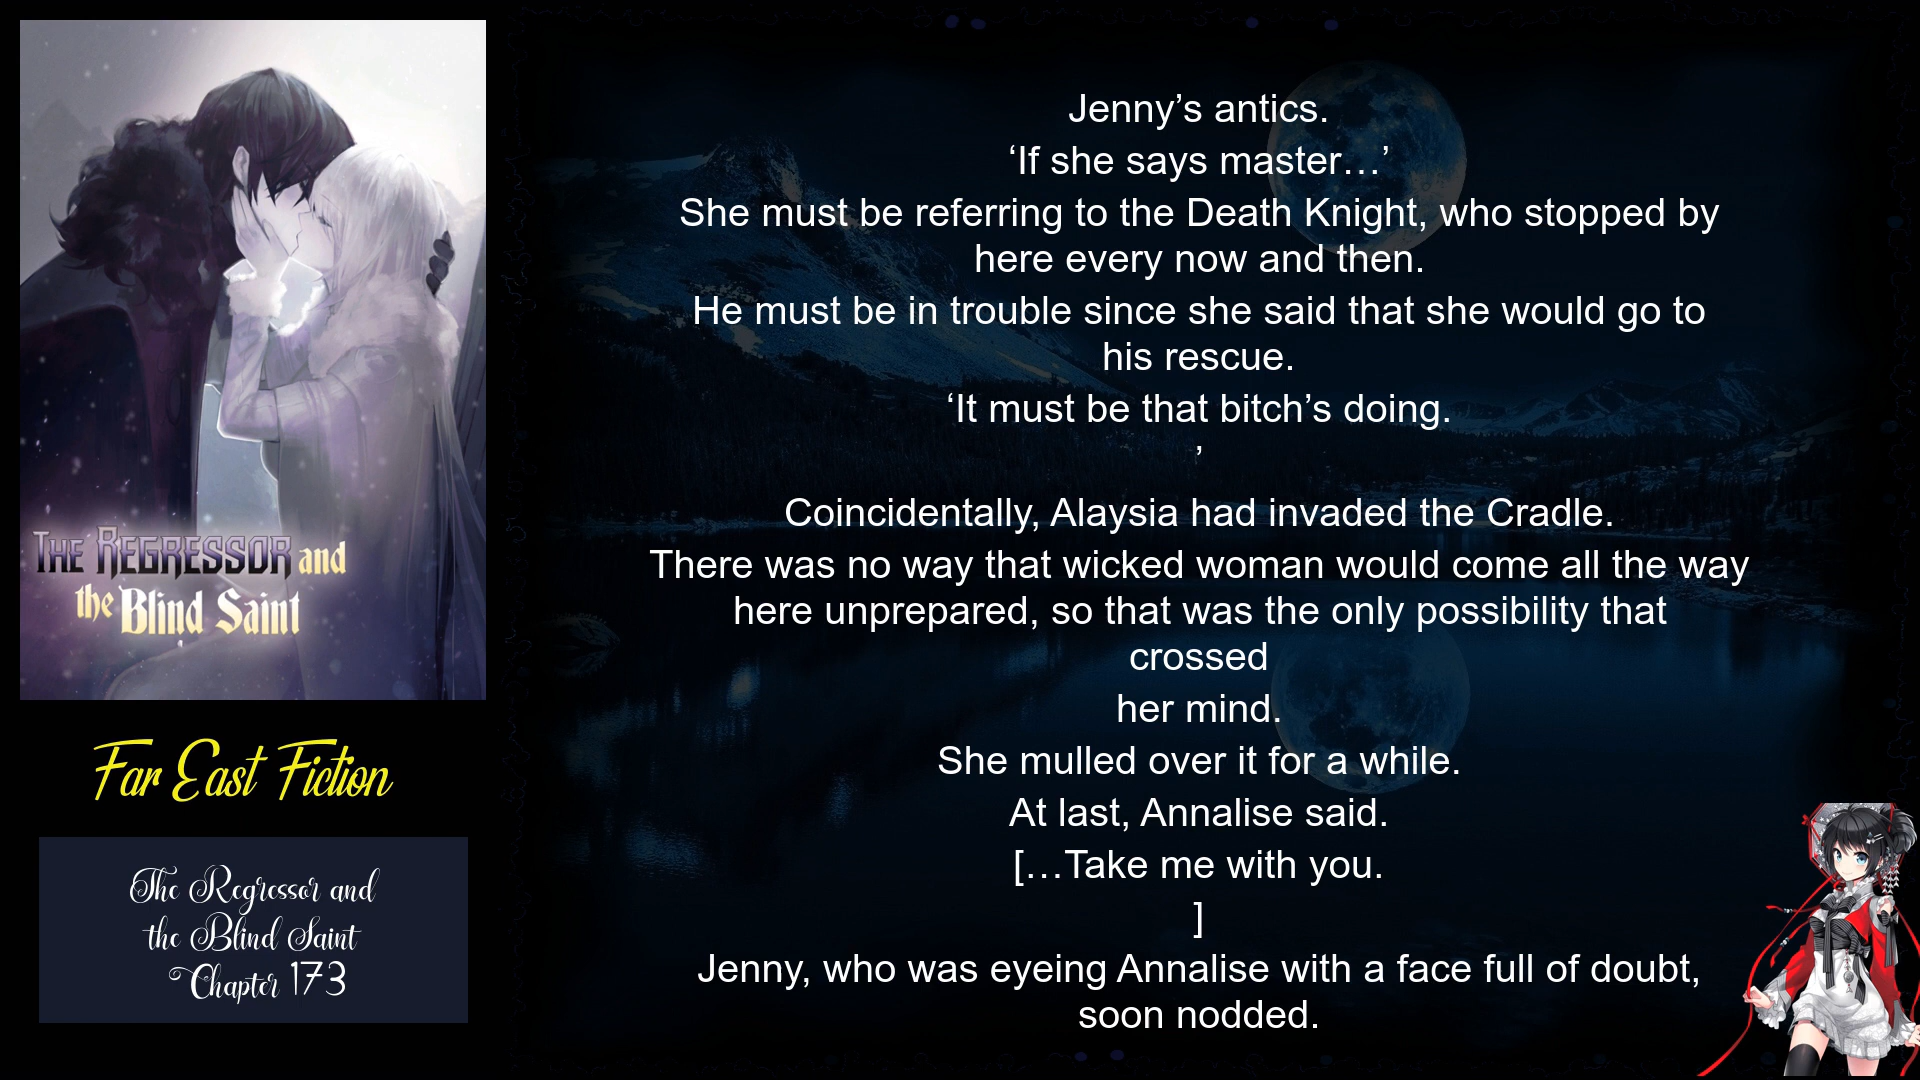 THE REGRESSOR and
the Blind Saint
Far East Fiction
The Regressor and
the Blind Saint
Chapter 173
Jenny’s antics.
‘If she says master…’
She must be referring to the Death Knight, who stopped by
here every now and then.
He must be in trouble since she said that she would go to
his rescue.
‘It must be that bitch’s doing.
’
Coincidentally, Alaysia had invaded the Cradle.
There was no way that wicked woman would come all the way
here unprepared, so that was the only possibility that
crossed
her mind.
She mulled over it for a while.
At last, Annalise said.
[…Take me with you.
]
Jenny, who was eyeing Annalise with a face full of doubt,
soon nodded.